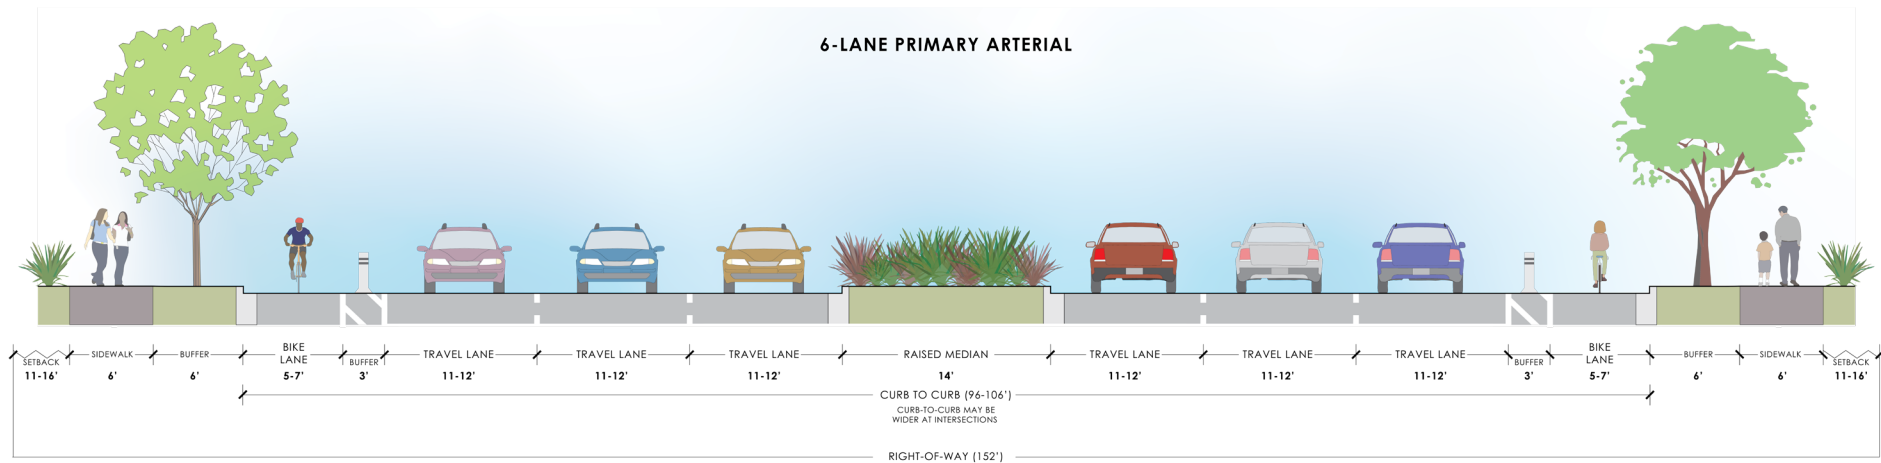 6-LANE PRIMARY ARTERIAL
SETBACK
11-16'
SIDEWALK
6'
BUFFER
6'
BIKE
LANE
5-7'
BUFFER
3'
TRAVEL LANE
11-12'
TRAVEL LANE
11-12'
TRAVEL LANE
11-12'
RAISED MEDIAN
14'
TRAVEL LANE
11-12'
TRAVEL LANE
11-12'
TRAVEL LANE
11-12'
BUFFER
3'
BIKE
LANE
5-7'
BUFFER
6'
SIDEWALK
6'
SETBACK
11-16'
CURB TO CURB (96-106')
CURB-TO-CURB MAY BE
WIDER AT INTERSECTIONS
RIGHT-OF-WAY (152')